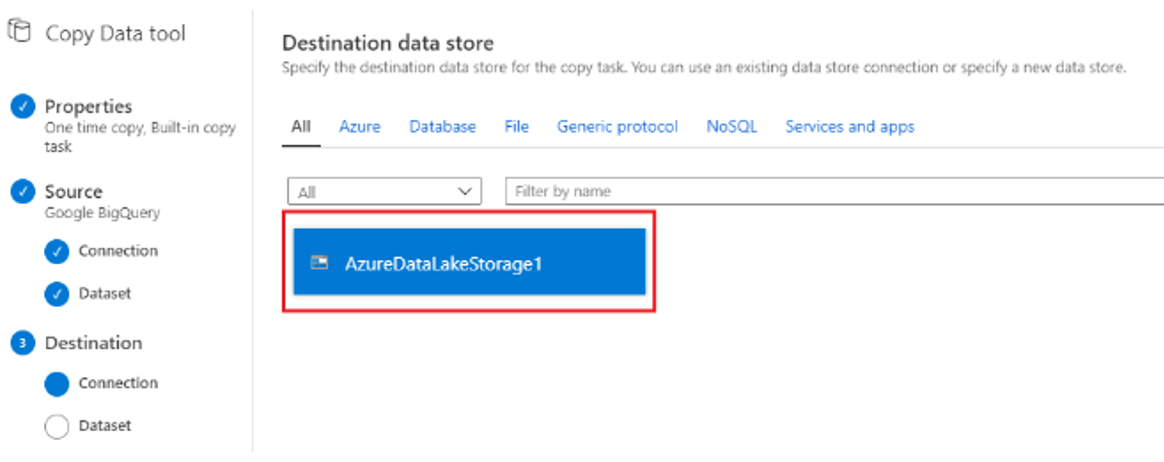 Copy Data tool
Properties
One time copy, Built-in copy
task
Source
Google BigQuery
Connection
Dataset
3
Destination
Connection
Dataset
Destination data store
Specify the destination data store for the copy task. You can use an existing data store connection or specify a new data store.
All Azure Database File Generic protocol NoSQL Services and apps
All Filter by name
AzureDataLakeStorage1